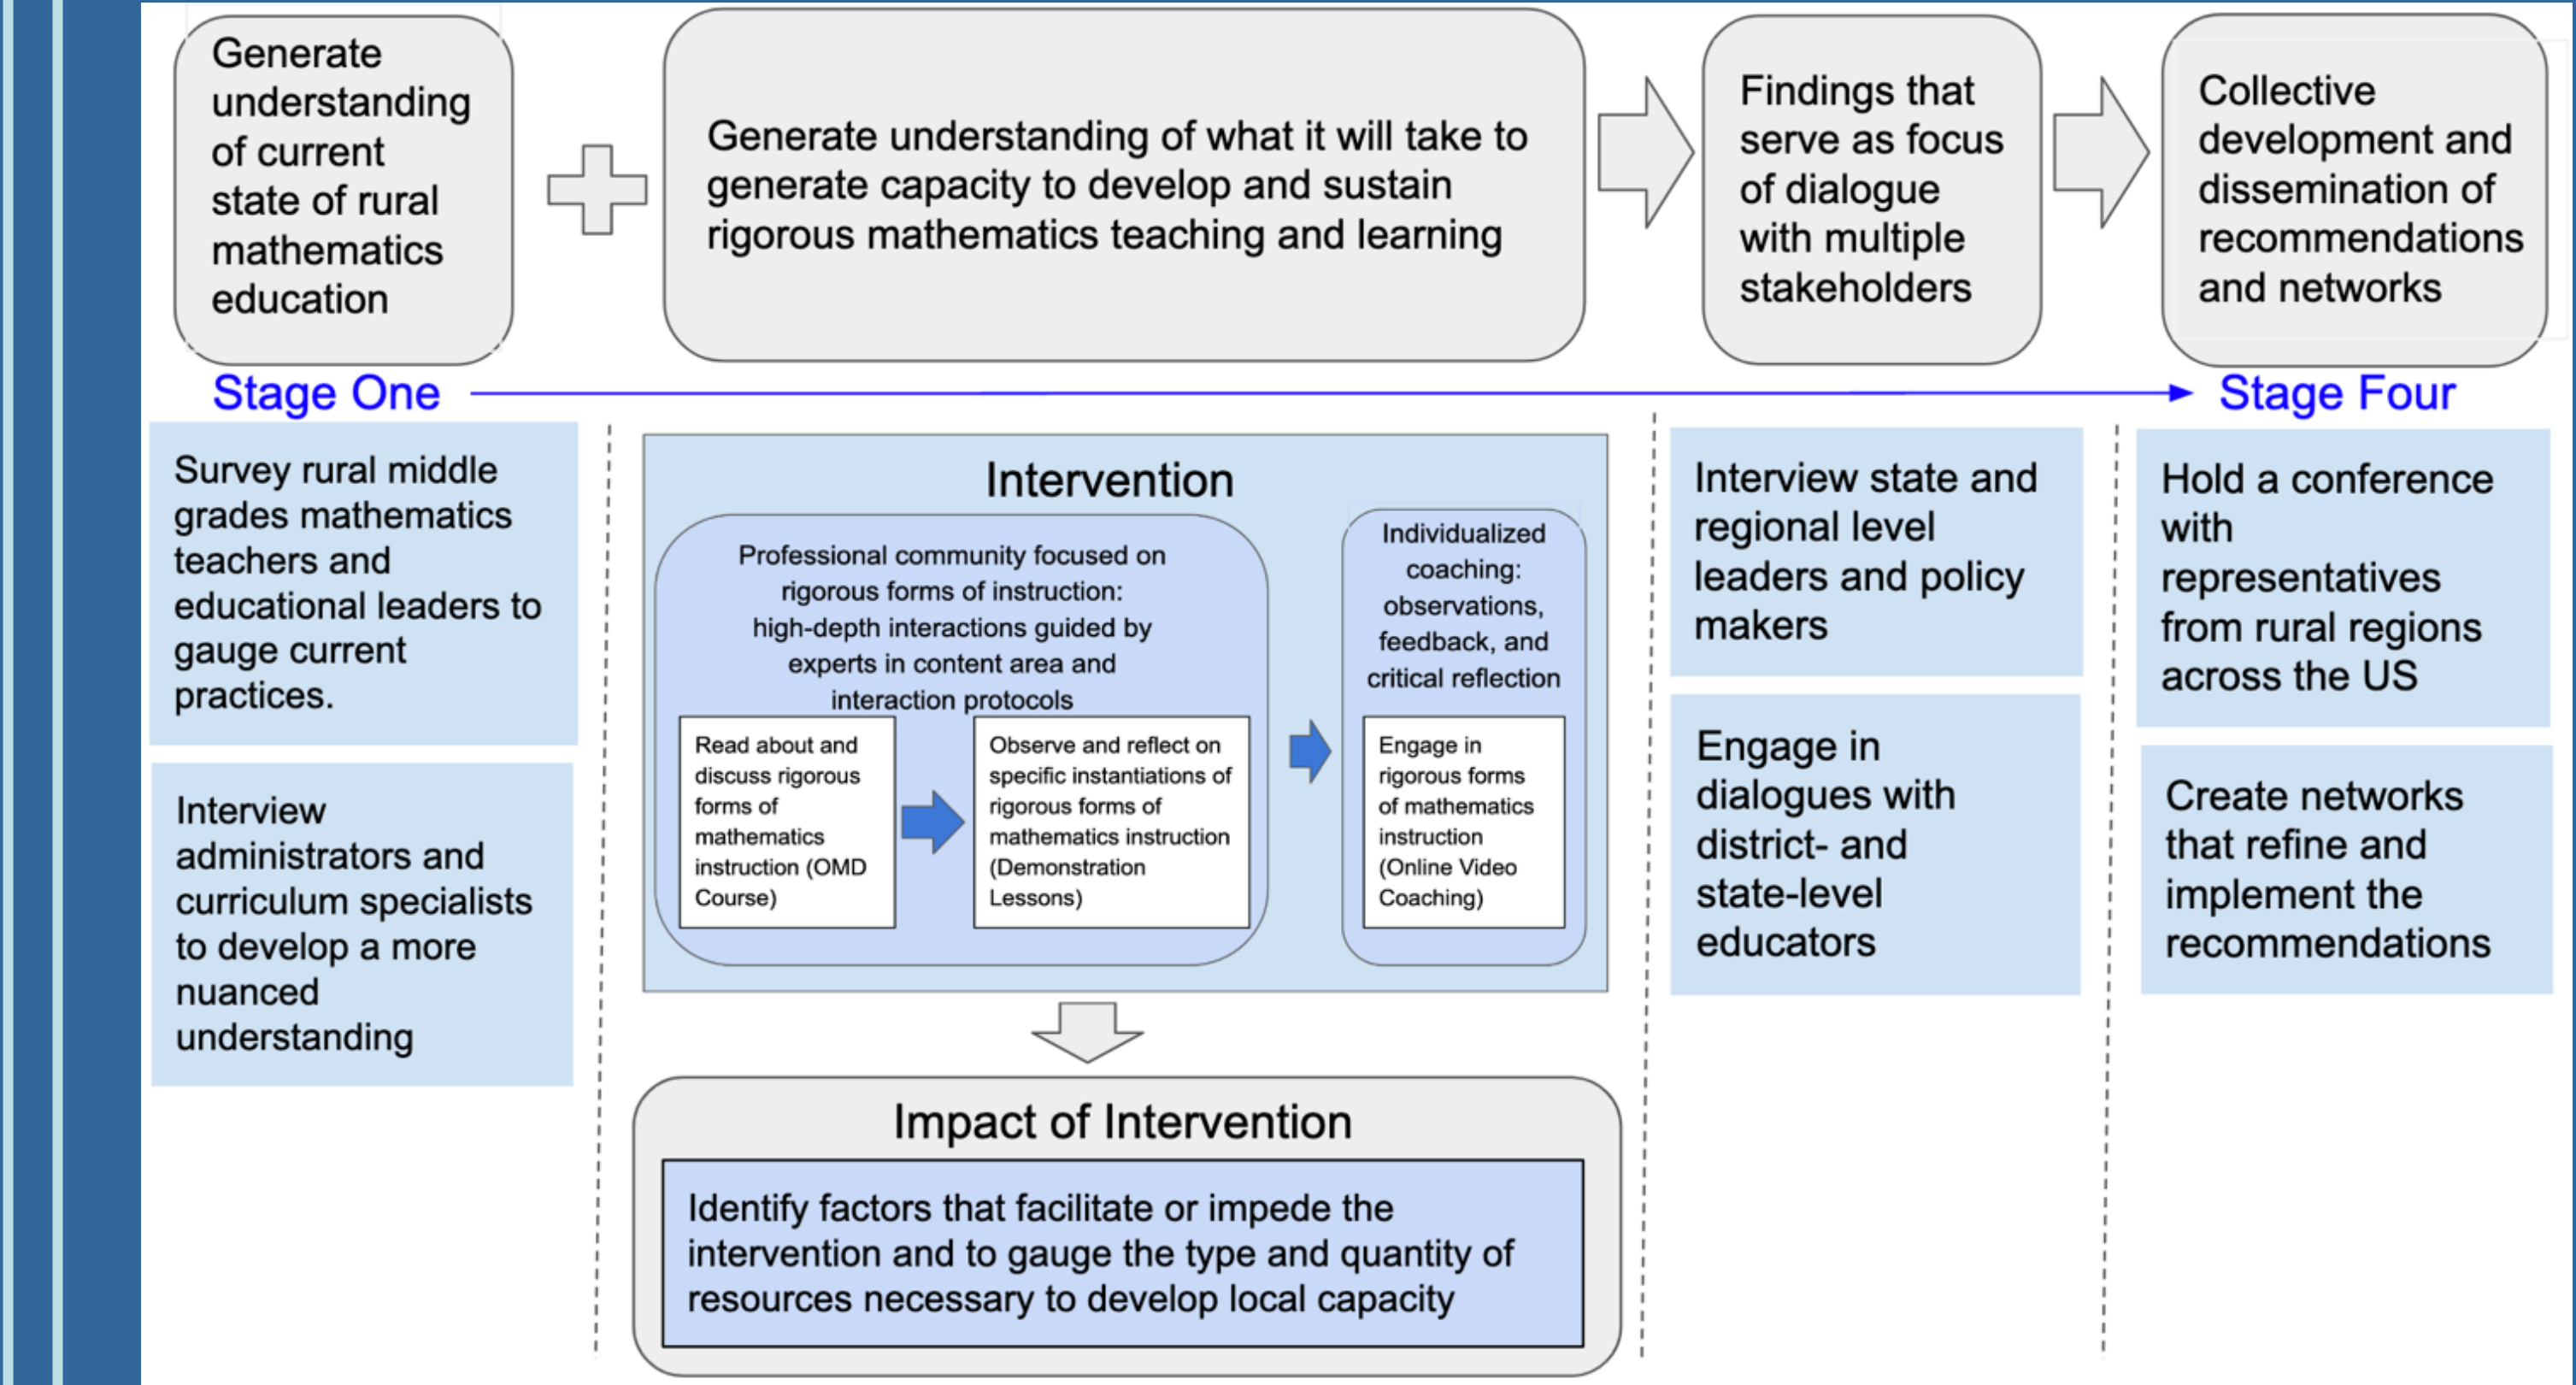 Generate
understanding
of current
state of rural
mathematics
education
Generate understanding of what it will take to
generate capacity to develop and sustain
rigorous mathematics teaching and learning
Findings that
serve as focus
of dialogue
with multiple
stakeholders
Collective
development and
dissemination of
recommendations
and networks
Stage One
Stage Four
Survey rural middle
grades mathematics
teachers and
educational leaders to
gauge current
practices.
Interview
administrators and
curriculum specialists
to develop a more
nuanced
understanding
Intervention
Professional community focused on
rigorous forms of instruction:
high-depth interactions guided by
experts in content area and
interaction protocols
Read about and
discuss rigorous
forms of
mathematics
instruction (OMD
Course)
Observe and reflect on
specific instantiations of
rigorous forms of
mathematics instruction
(Demonstration
Lessons)
Individualized
coaching:
observations,
feedback, and
critical reflection
Engage in
rigorous forms
of mathematics
instruction
(Online Video
Coaching)
Impact of Intervention
Identify factors that facilitate or impede the
intervention and to gauge the type and quantity of
resources necessary to develop local capacity
Interview state and
regional level
leaders and policy
makers
Engage in
dialogues with
district- and
state-level
educators
Hold a conference
with
representatives
from rural regions
across the US
Create networks
that refine and
implement the
recommendations